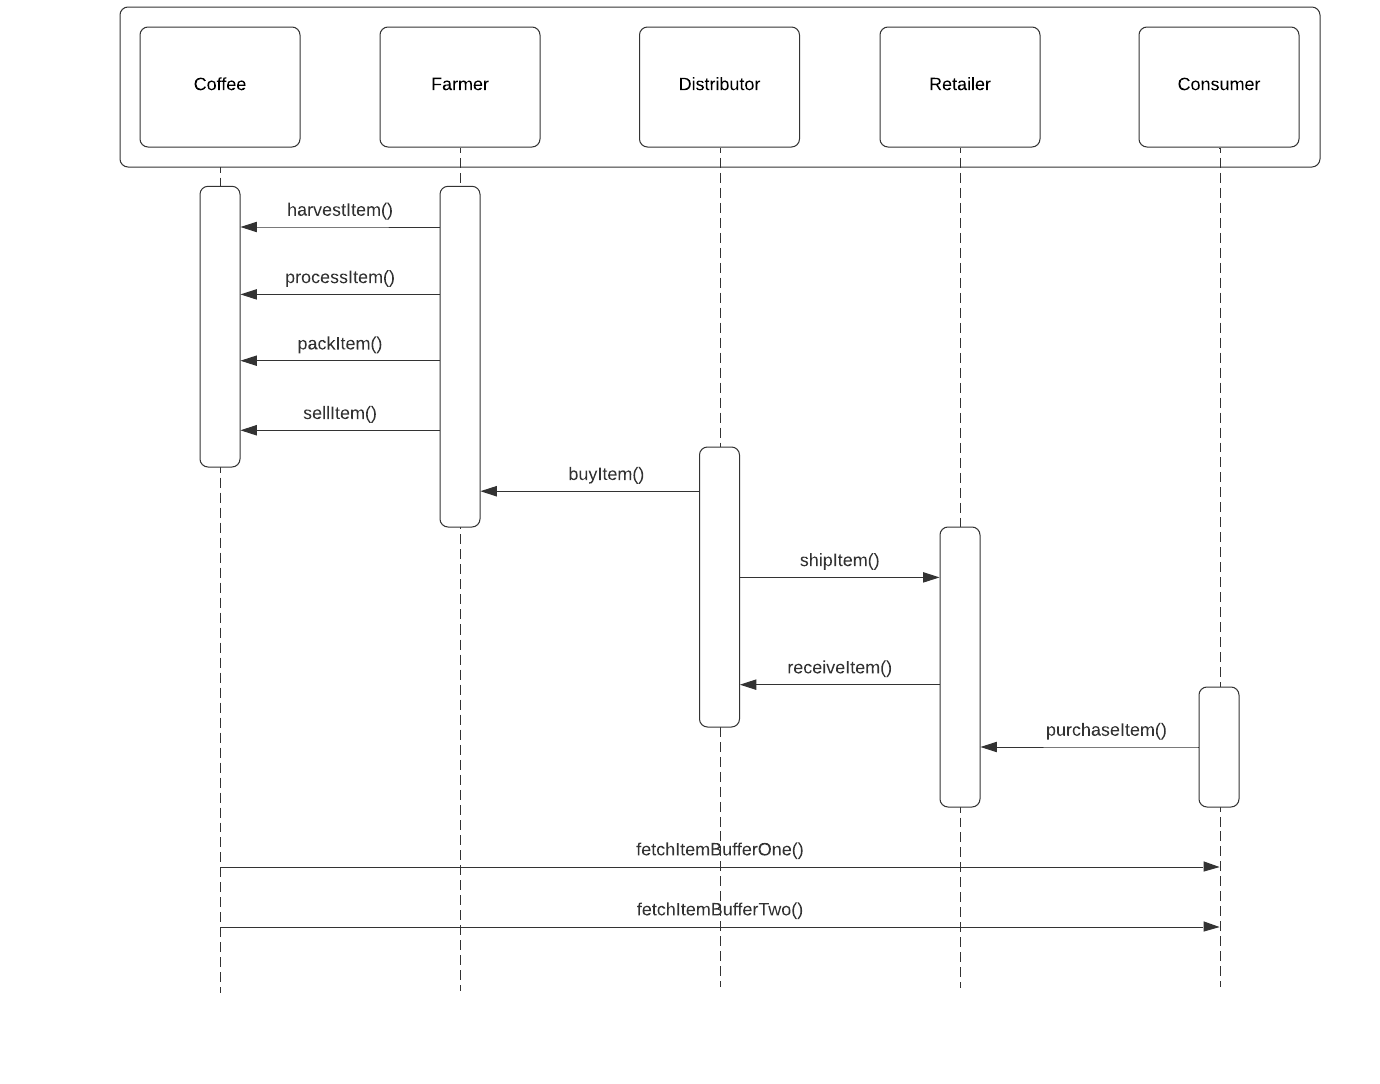 Coffee
Farmer
Distributor
Retailer
Consumer
harvestItem()
processItem()
packItem()
sellItem()
buyItem()
shipItem()
receiveItem()
purchaseItem()
fetchItemBufferOne()
fetchItemBufferTwo()